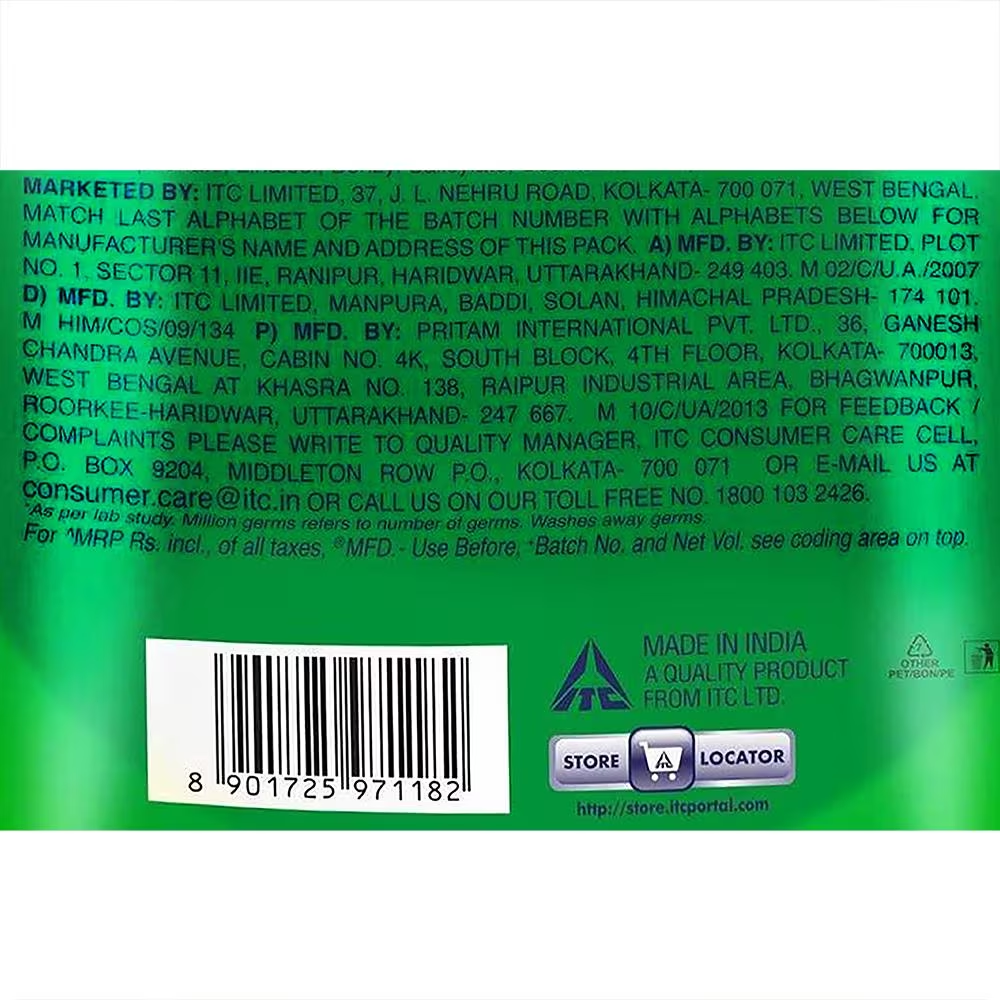 MARKETED BY: ITC LIMITED, 37, J. L. NEHRU ROAD, KOLKATA- 700 071, WEST BENGAL.
MATCH LAST ALPHABET OF THE BATCH NUMBER WITH ALPHABETS BELOW FOR
MANUFACTURER'S NAME AND ADDRESS OF THIS PACK. A) MFD. BY: ITC LIMITED, PLOT
NO. 1, SECTOR 11, IIE, RANIPUR, HARIDWAR, UTTARAKHAND- 249 403. M 02/C/U.A./2007
D) MFD. BY: ITC LIMITED, MANPURA, BADDI, SOLAN, HIMACHAL PRADESH- 174 101.
M HIM/COS/09/134 P) MFD. BY: PRITAM INTERNATIONAL PVT. LTD., 36, GANESH
CHANDRA AVENUE, CABIN NO. 4K, SOUTH BLOCK, 4TH FLOOR, KOLKATA- 700013,
WEST BENGAL AT KHASRA NO. 138, RAIPUR INDUSTRIAL AREA, BHAGWANPUR,
ROORKEE-HARIDWAR, UTTARAKHAND- 247 667. M 10/C/UA/2013 FOR FEEDBACK /
COMPLAINTS PLEASE WRITE TO QUALITY MANAGER, ITC CONSUMER CARE CELL,
P.O. BOX 9204, MIDDLETON ROW P.O., KOLKATA- 700 071 OR E-MAIL US AT
consumer.care@itc.in OR CALL US ON OUR TOLL FREE NO. 1800 103 2426.
*As per lab study. Million germs refers to number of germs. Washes away germs.
For ^MRP Rs. incl., of all taxes, @MFD. - Use Before, +Batch No. and Net Vol. see coding area on top.
8 901725 971182
ITC
MADE IN INDIA
A QUALITY PRODUCT
FROM ITC LTD.
7
OTHER
PET/BON/PE
STORE LOCATOR
http://store.itcportal.com